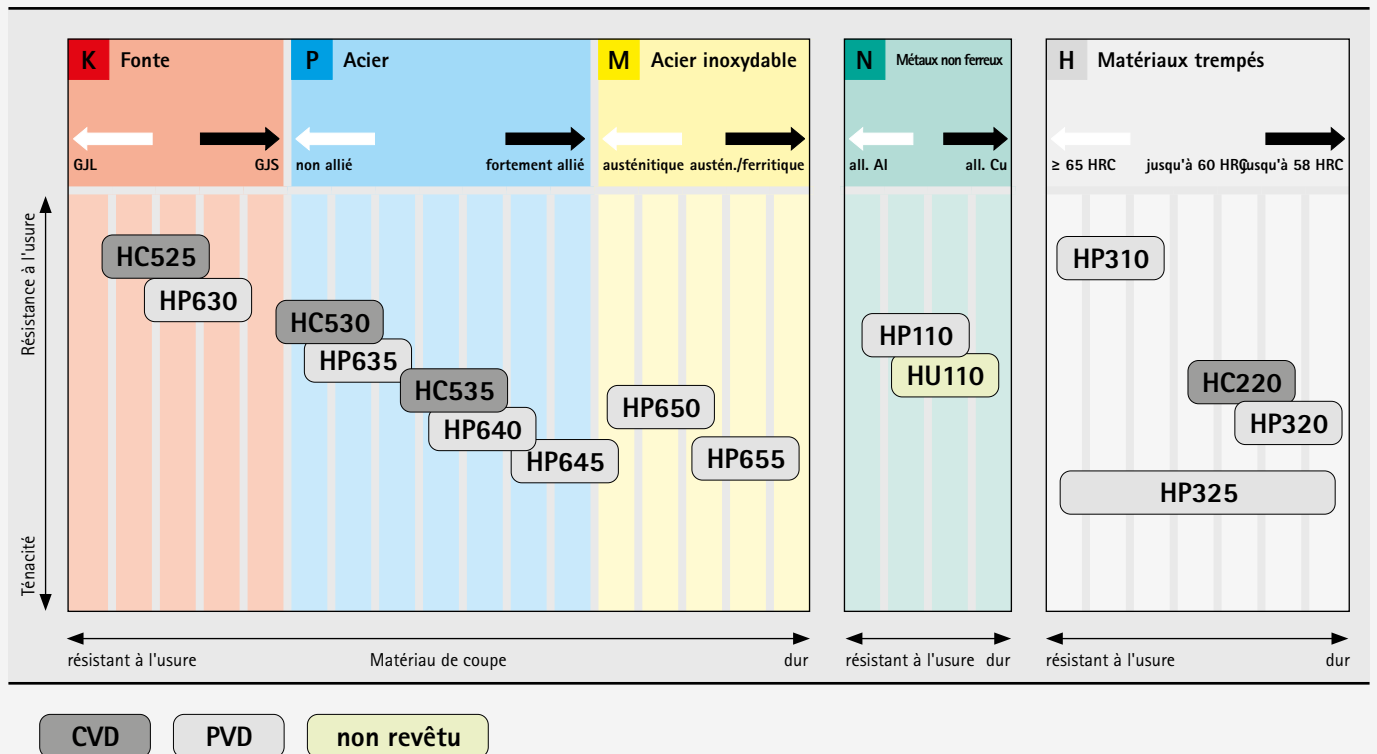 K Fonte
P Acier
M Acier inoxydable
N Métaux non ferreux
H Matériaux trempés
GJL GJS
non allié fortement allié
austénitique austén./ferritique
all. Al all. Cu
≥ 65 HRC jusqu'à 60 HRC jusqu'à 58 HRC
Résistance à l'usure
Ténacité
HC525
HP630
HC530
HP635
HC535
HP640
HP645
HP650
HP655
HP110
HU110
HP310
HC220
HP320
HP325
résistant à l'usure Matériau de coupe dur
résistant à l'usure dur
résistant à l'usure dur
CVD
PVD
non revêtu